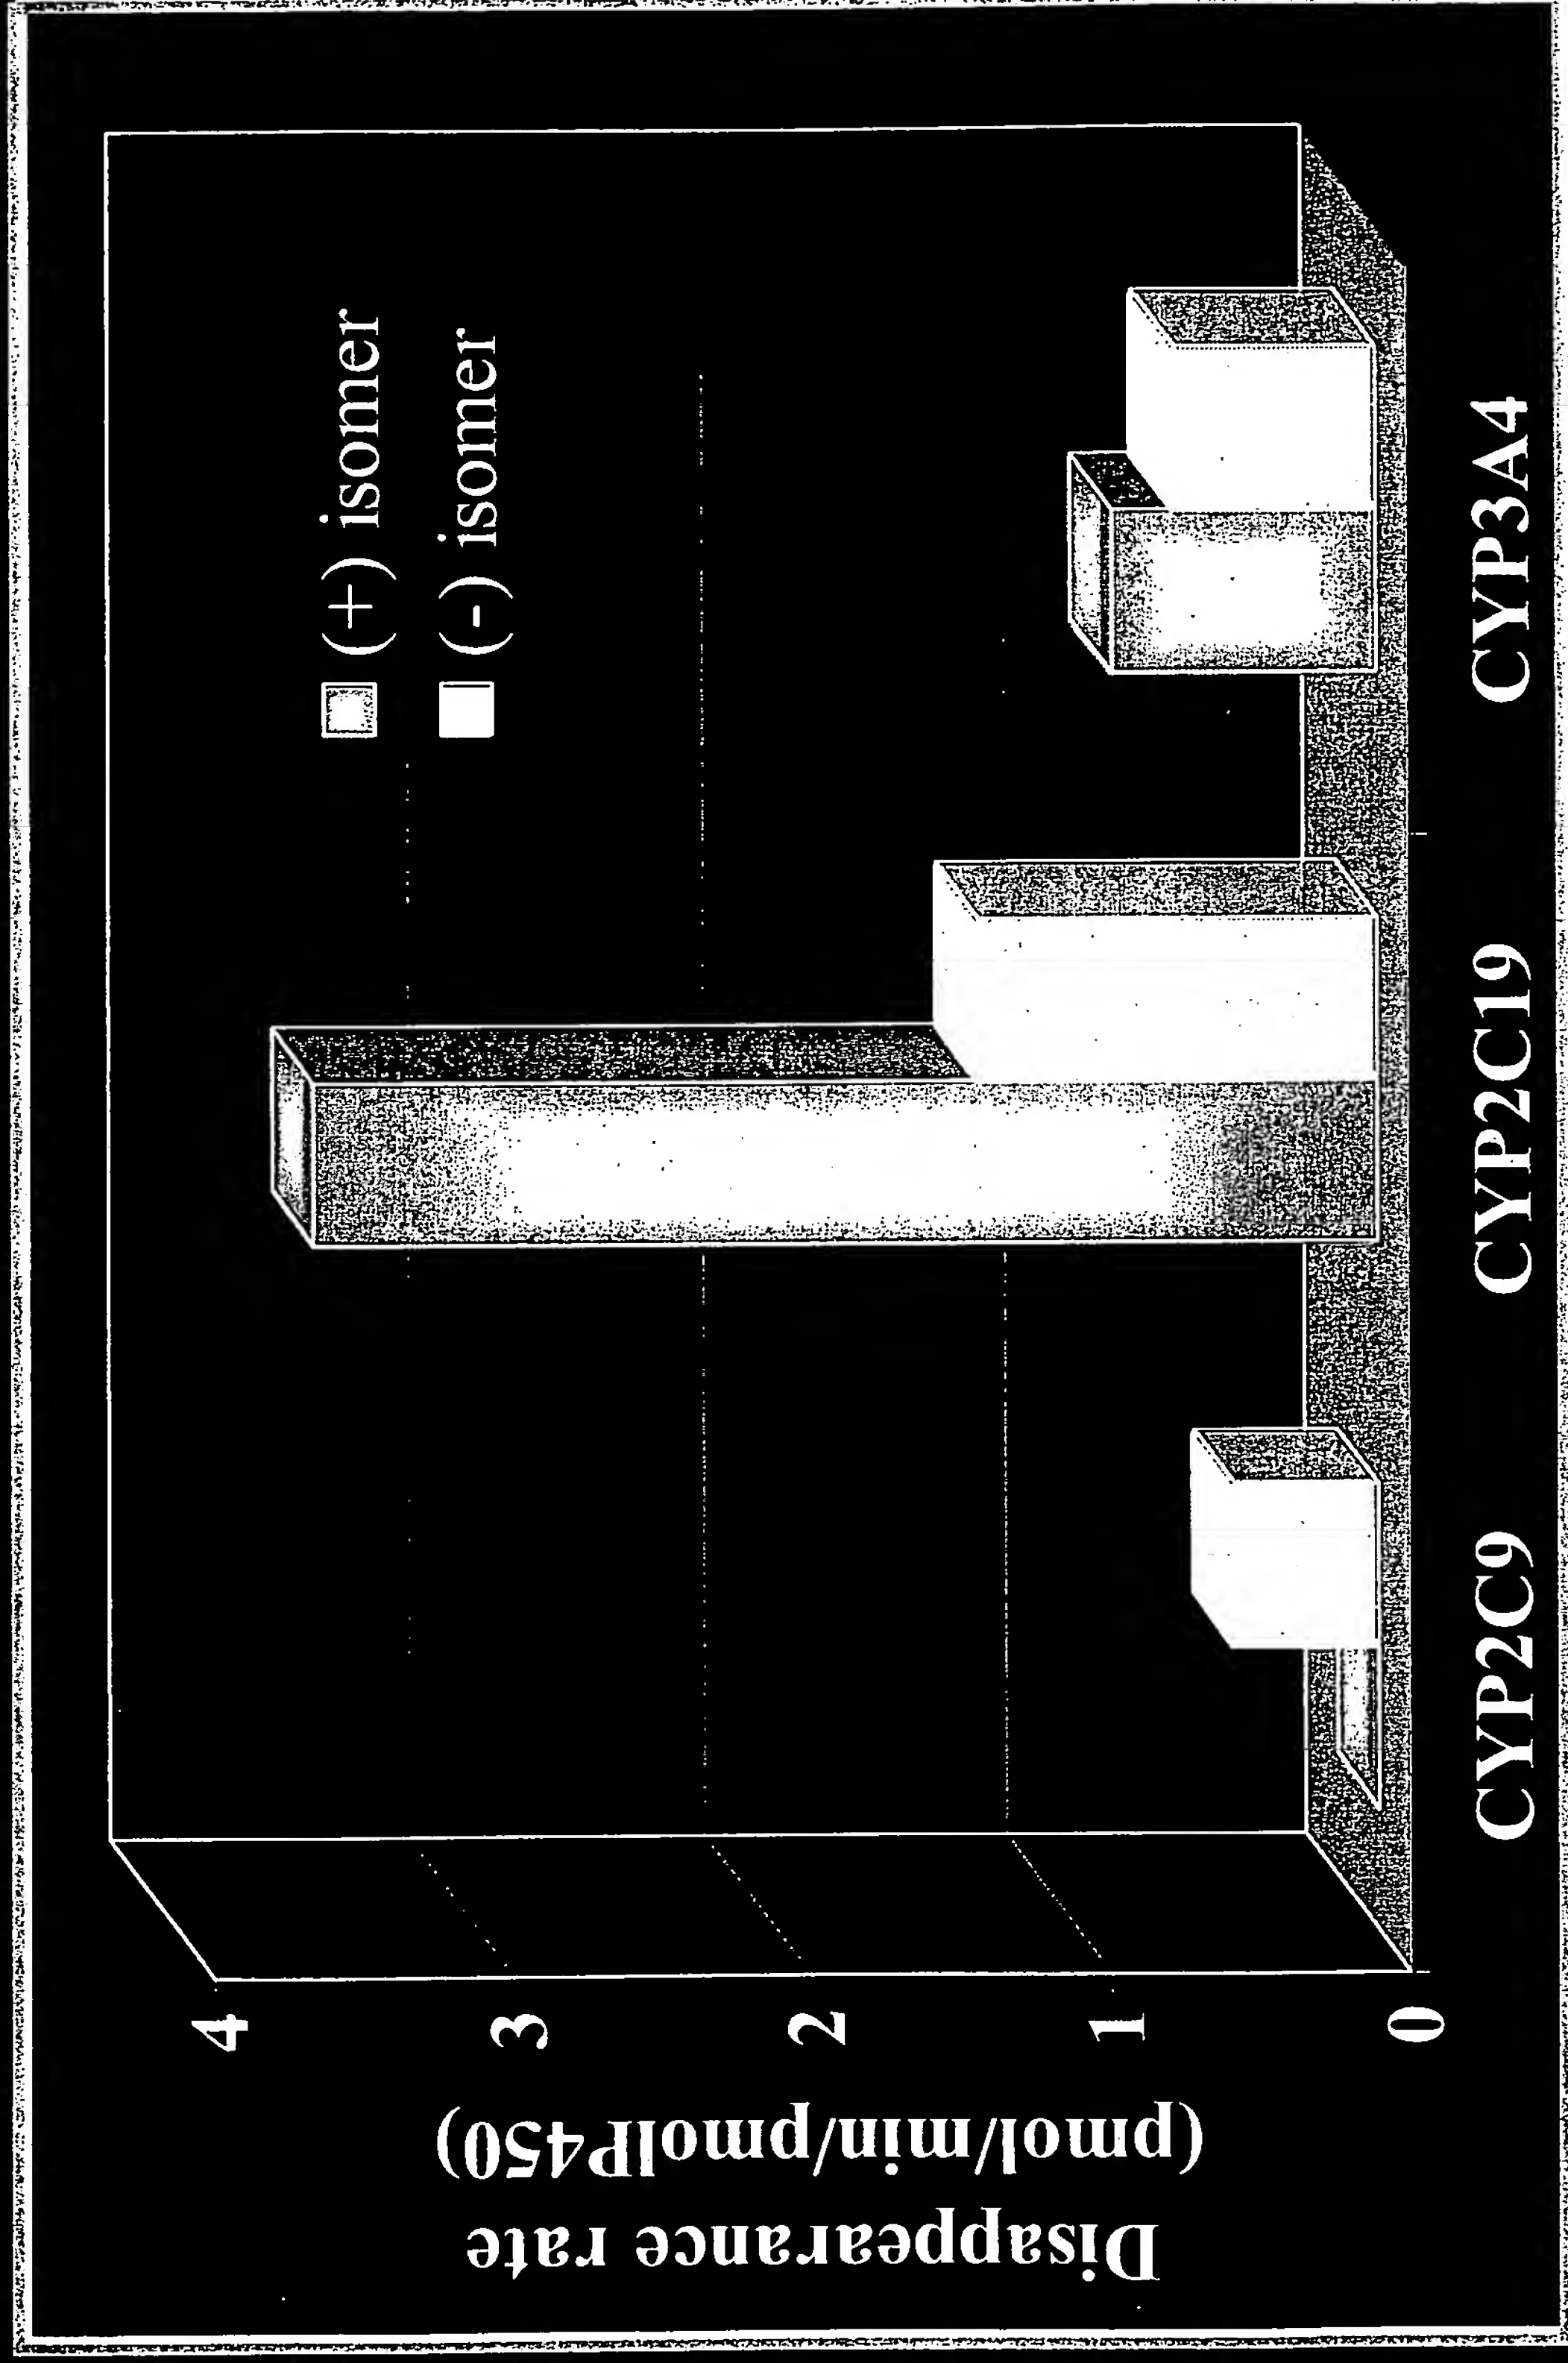 Disappearance rate
(pmol/min/pmolP450)
4
3
2
1
0
(+) isomer
(-) isomer
CYP2C9 CYP2C19 CYP3A4